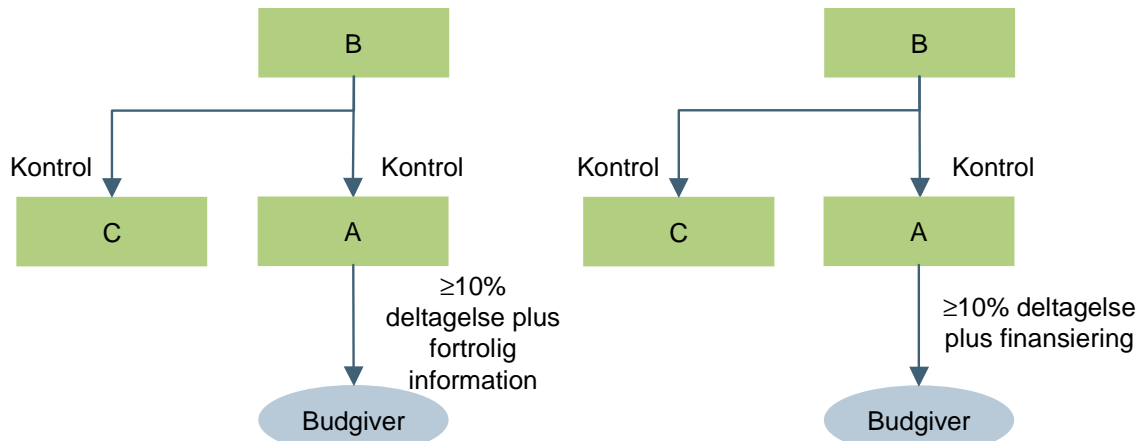 B
Kontrol
Kontrol
C
A
≥10%
deltagelse plus
fortrolig
information
Budgiver
B
Kontrol
Kontrol
C
A
≥10% deltagelse
plus finansiering
Budgiver